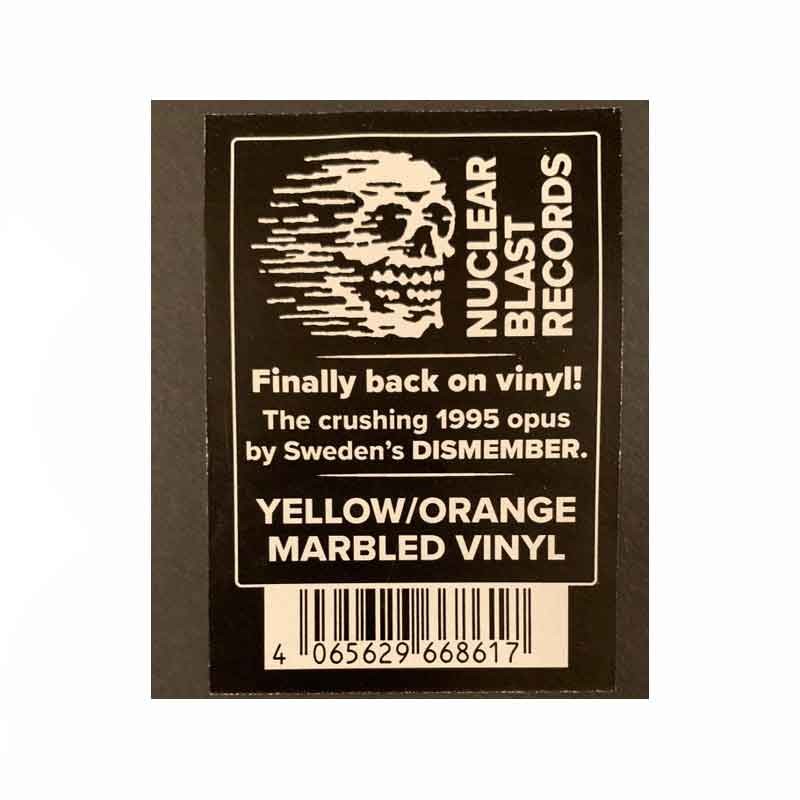 NUCLEAR
BLAST
RECORDS
Finally back on vinyl!
The crushing 1995 opus
by Sweden's DISMEMBER.
YELLOW/ORANGE
MARBLED VINYL
4 065629 668617